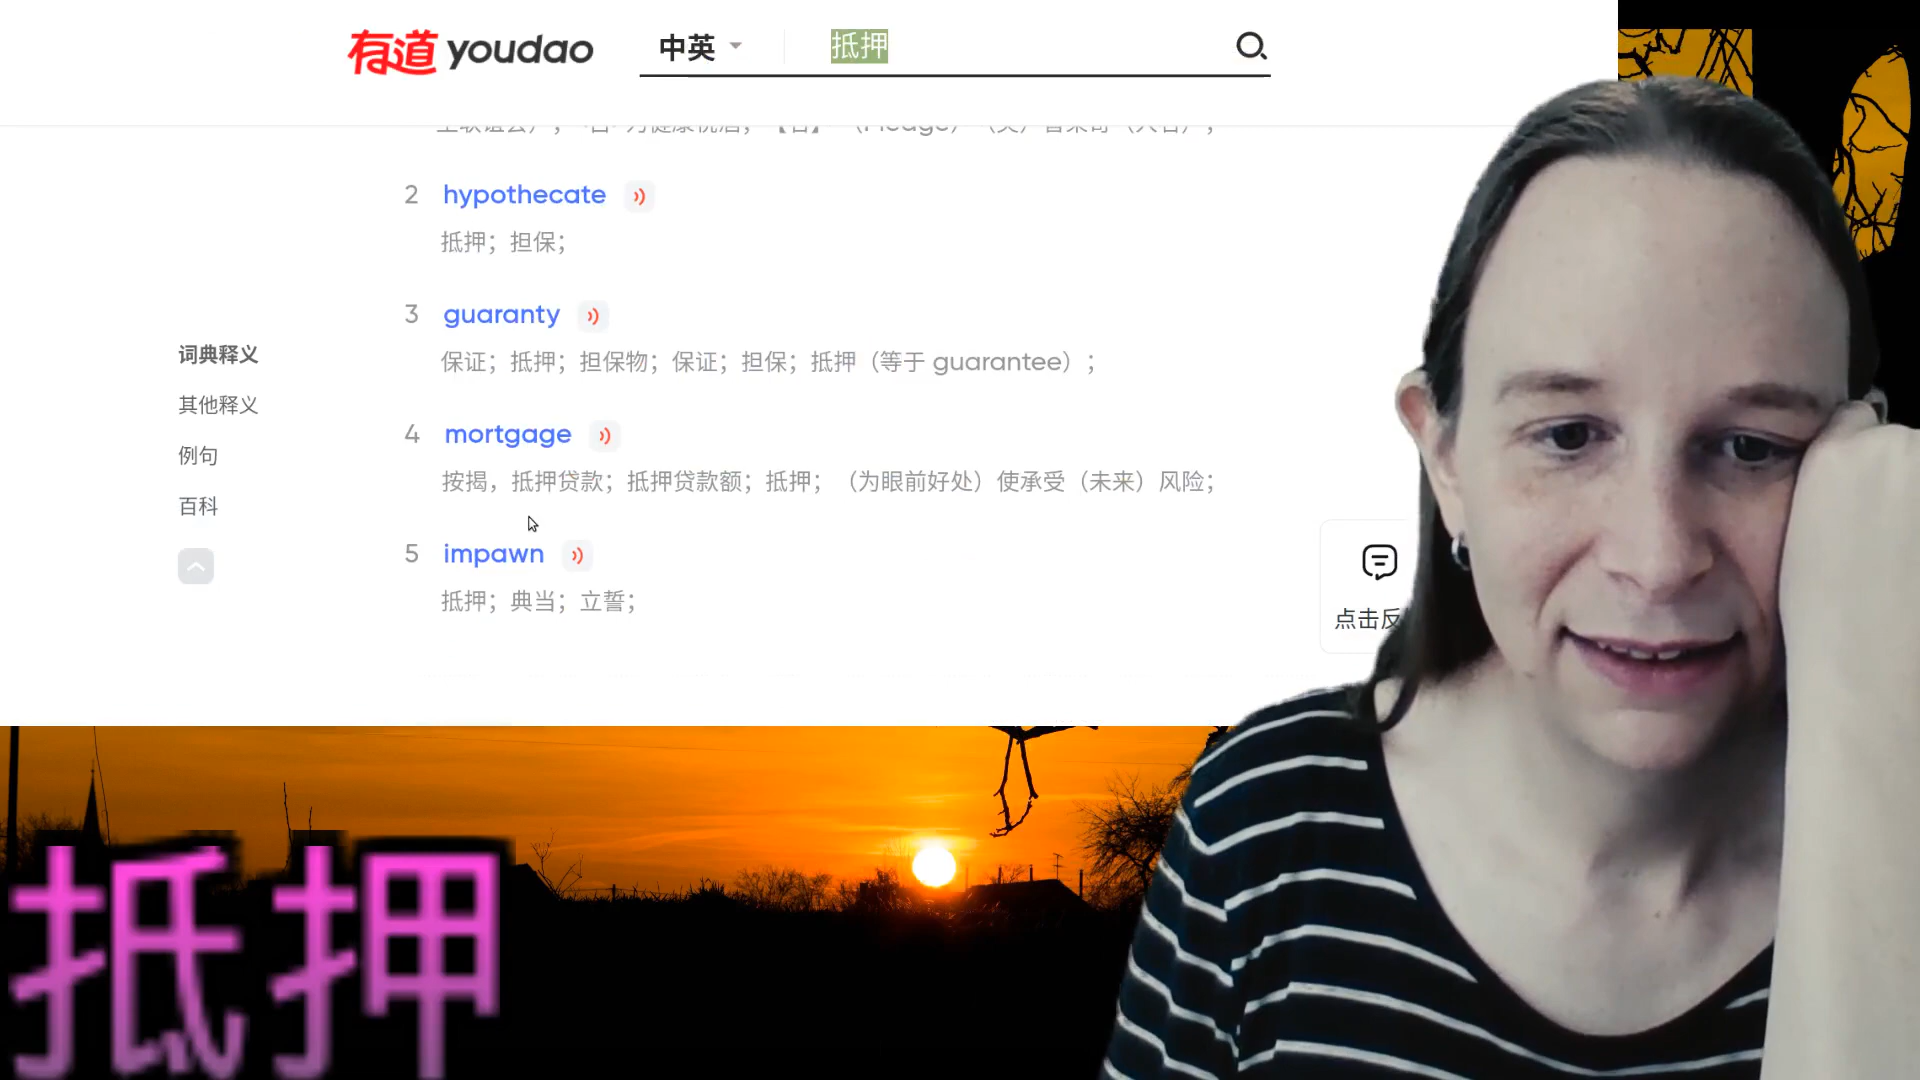 有道 youdao 中英 抵押
2 hypothecate
抵押；担保；
3 guaranty
保证；抵押；担保物；保证；担保；抵押（等于 guarantee）；
词典释义
其他释义
4 mortgage
例句
按揭，抵押贷款；抵押贷款额；抵押；（为眼前好处）使承受（未来）风险；
百科
5 impawn
抵押；典当；立誓；
点击反
抵押